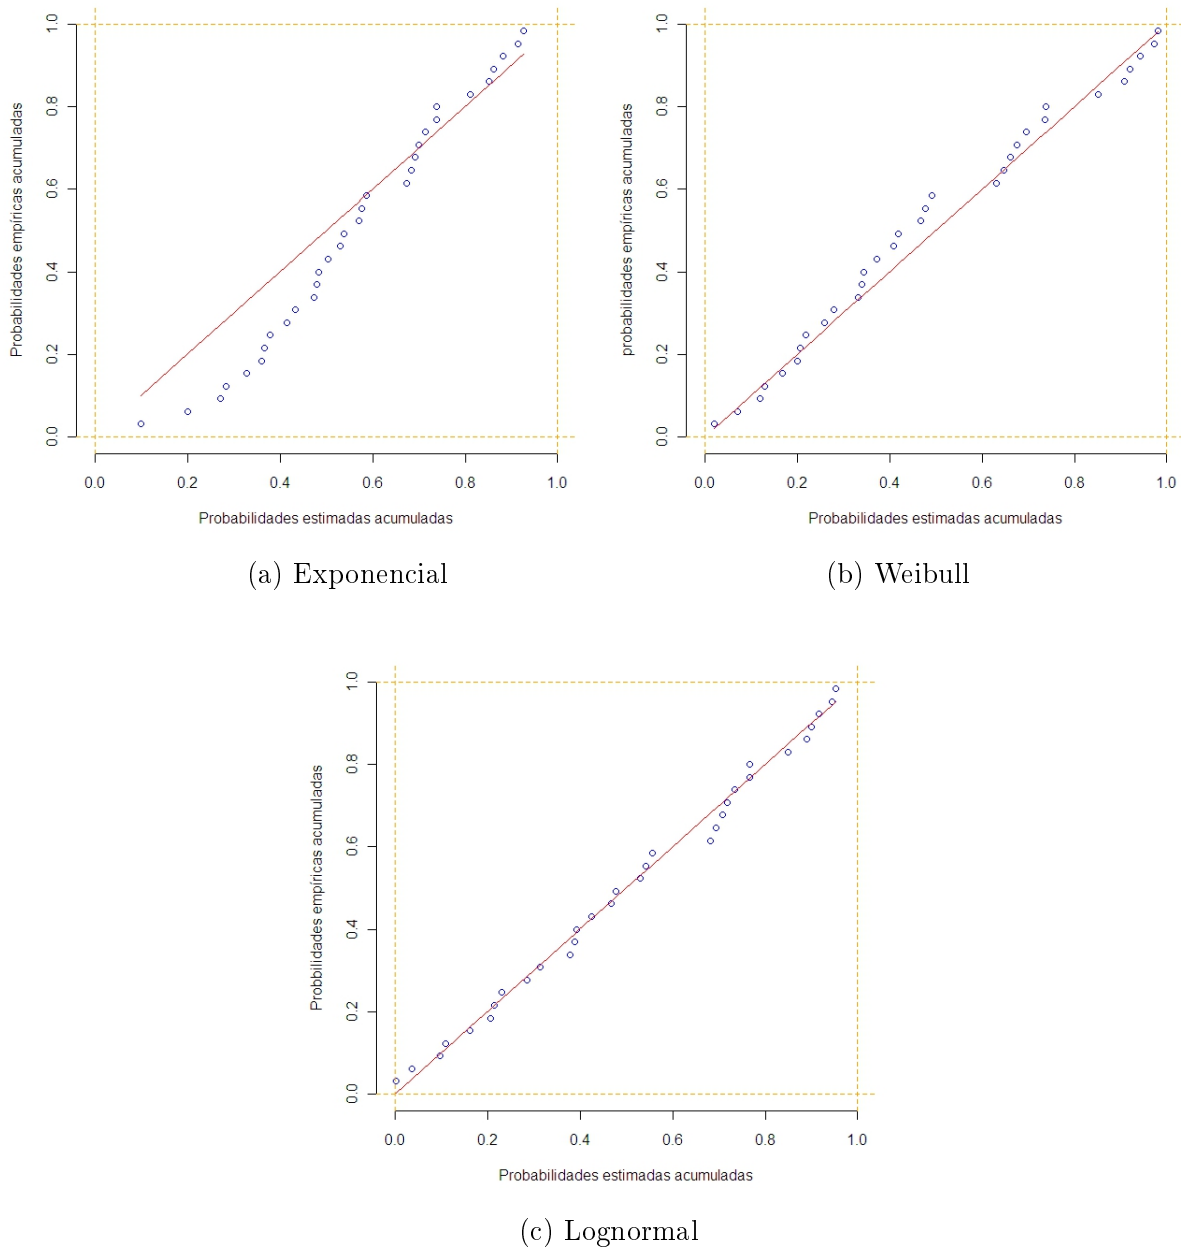 Probabilidades empíricas acumuladas
1.0
0.8
0.6
0.4
0.2
0.0
0.0 0.2 0.4 0.6 0.8 1.0
Probabilidades estimadas acumuladas
(a) Exponencial
probabilidades empíricas acumuladas
1.0
0.8
0.6
0.4
0.2
0.0
0.0 0.2 0.4 0.6 0.8 1.0
Probabilidades estimadas acumuladas
(b) Weibull
Probbilidades empíricas acumuladas
1.0
0.8
0.6
0.4
0.2
0.0
0.0 0.2 0.4 0.6 0.8 1.0
Probabilidades estimadas acumuladas
(c) Lognormal